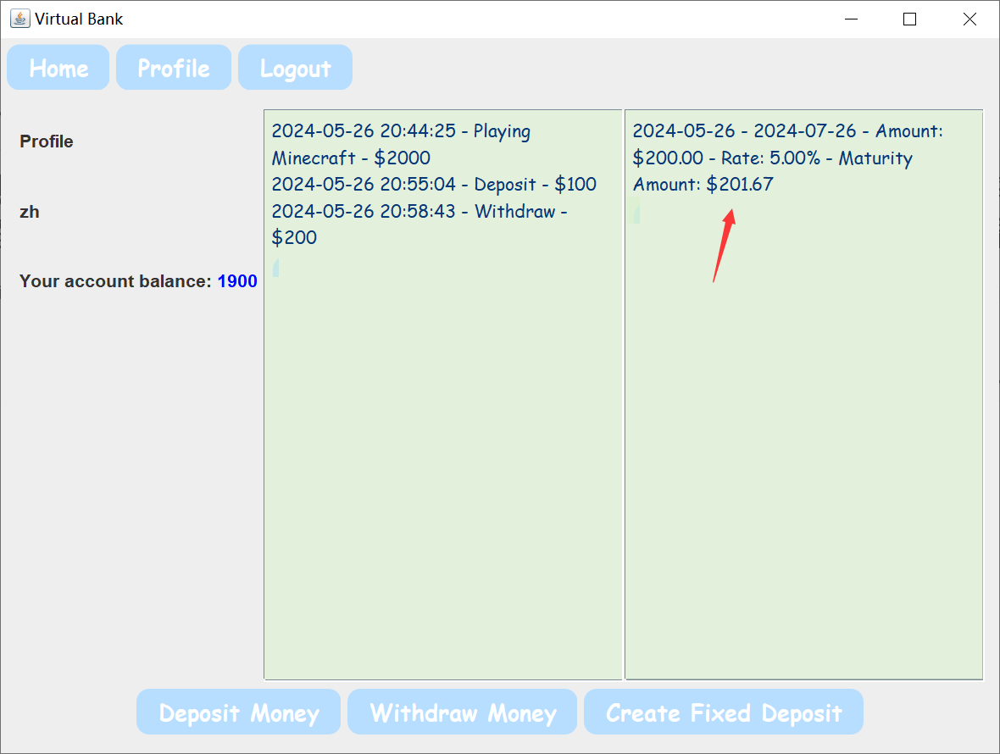 Virtual Bank
Home Profile Logout
Profile
zh
Your account balance: 1900
2024-05-26 20:44:25 - Playing
Minecraft - $2000
2024-05-26 20:55:04 - Deposit - $100
2024-05-26 20:58:43 - Withdraw -
$200
2024-05-26 - 2024-07-26 - Amount:
$200.00 - Rate: 5.00% - Maturity
Amount: $201.67
Deposit Money Withdraw Money Create Fixed Deposit